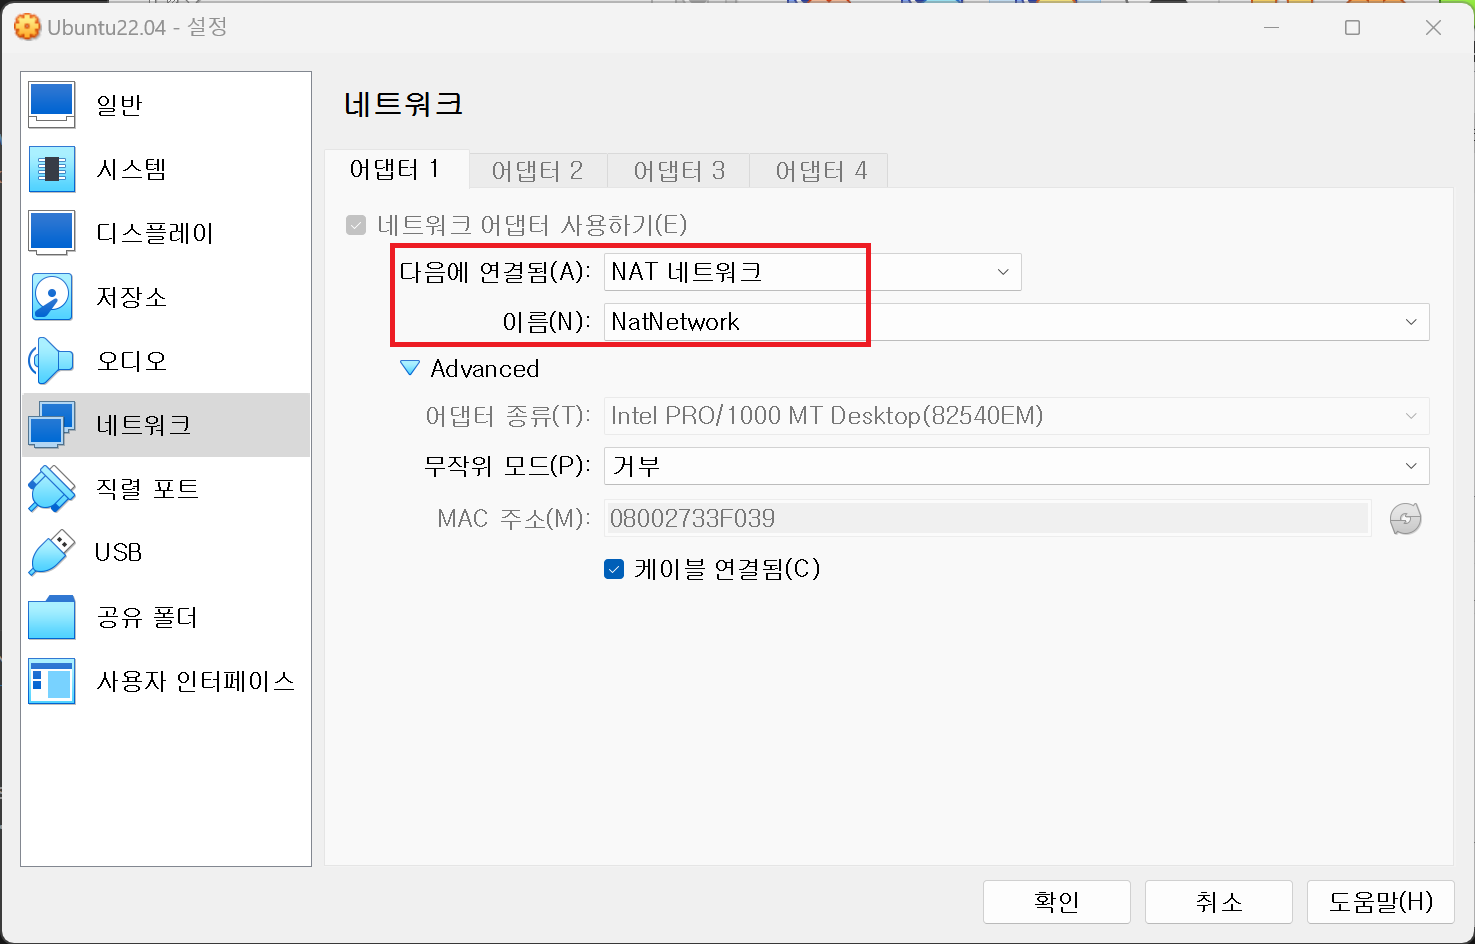 Ubuntu22.04 - 설정
일반
시스템
디스플레이
저장소
오디오
네트워크
직렬 포트
USB
공유 폴더
사용자 인터페이스
네트워크
어댑터 1 어댑터 2 어댑터 3 어댑터 4
네트워크 어댑터 사용하기(E)
다음에 연결됨(A): NAT 네트워크
이름(N): NatNetwork
Advanced
어댑터 종류(T): Intel PRO/1000 MT Desktop(82540EM)
무작위 모드(P): 거부
MAC 주소(M): 08002733F039
케이블 연결됨(C)
확인 취소 도움말(H)